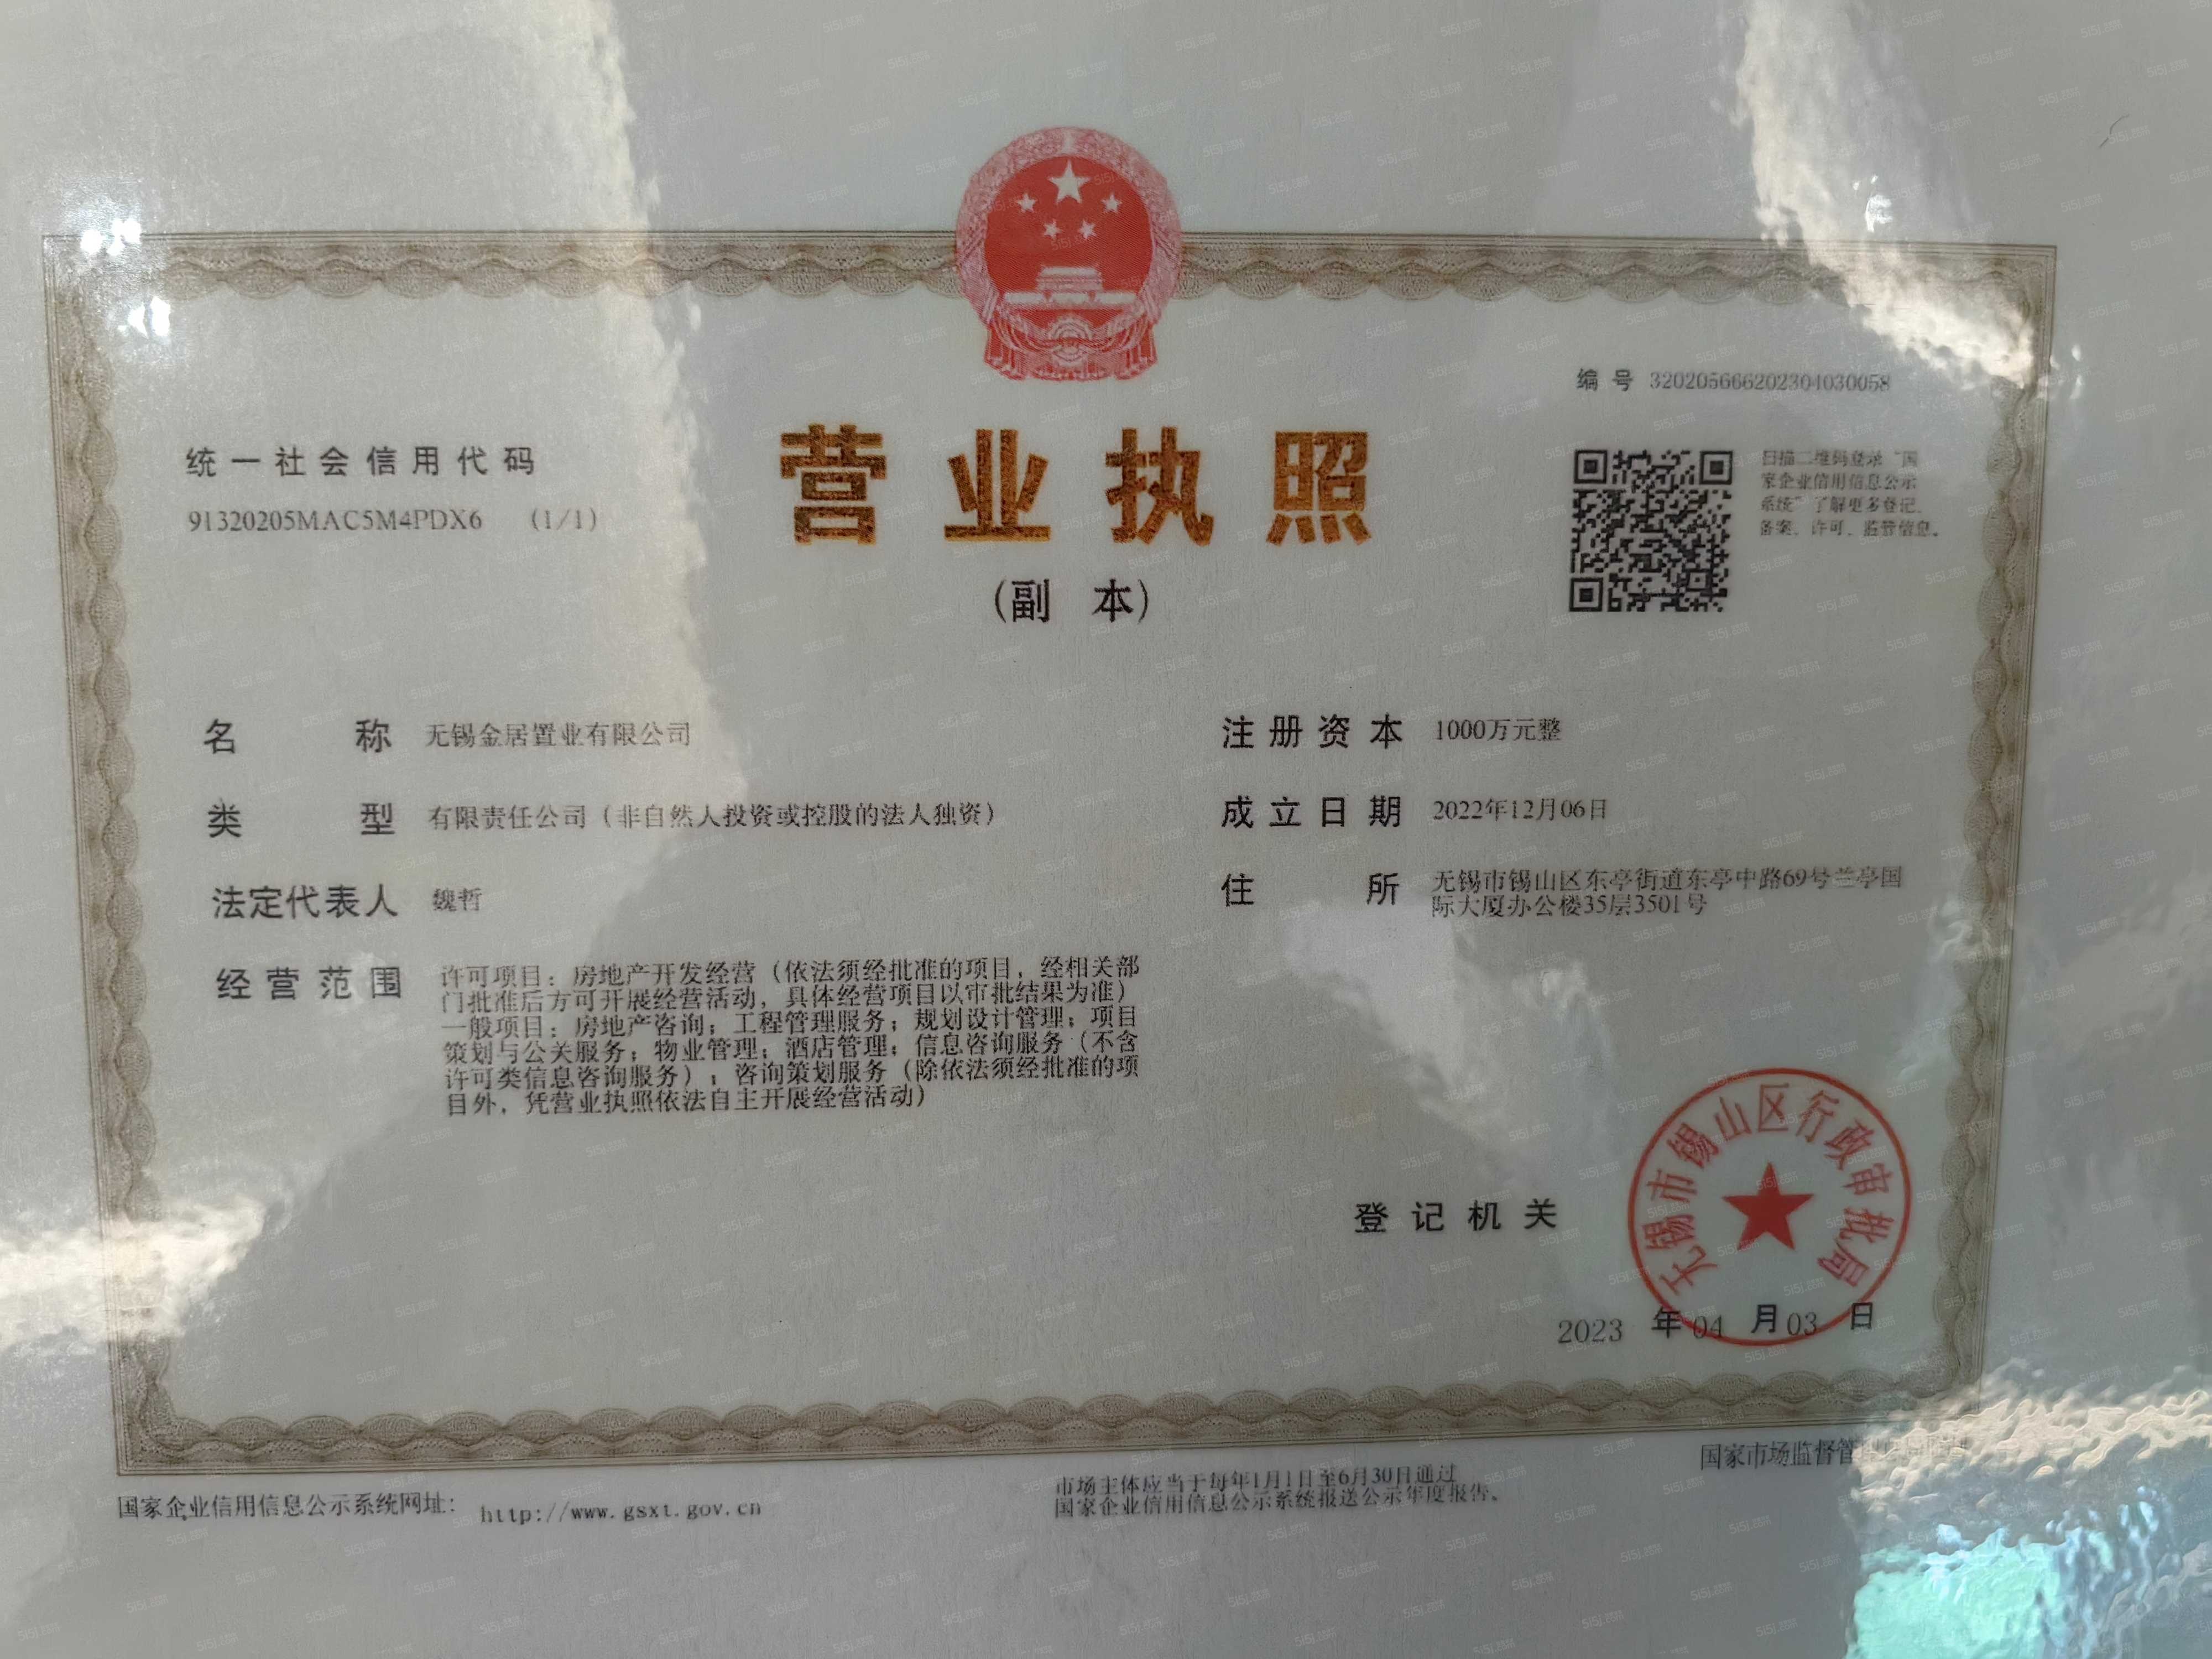 编 号 320205666202304030058
统一社会信用代码
91320205MAC5M4PDX6 (1/1)
营业执照
(副 本)
扫描二维码登录“国
家企业信用信息公示
系统”了解更多登记、
备案、许可、监管信息。
名 称 无锡金居置业有限公司
类 型 有限责任公司（非自然人投资或控股的法人独资）
法定代表人 魏哲
经营范围 许可项目：房地产开发经营（依法须经批准的项目，经相关部
门批准后方可开展经营活动，具体经营项目以审批结果为准）
一般项目：房地产咨询；工程管理服务；规划设计管理；项目
策划与公关服务；物业管理；酒店管理；信息咨询服务（不含
许可类信息咨询服务）；咨询策划服务（除依法须经批准的项
目外，凭营业执照依法自主开展经营活动）
注册资本 1000万元整
成立日期 2022年12月06日
住 所 无锡市锡山区东亭街道东亭中路69号兰亭国
际大厦办公楼35层3501号
登记机关
无锡市锡山区行政审批局
2023 年 04 月 03 日
国家企业信用信息公示系统网址： http://www.gsxt.gov.cn
市场主体应当于每年1月1日至6月30日通过
国家企业信用信息公示系统报送公示年度报告。
国家市场监督管